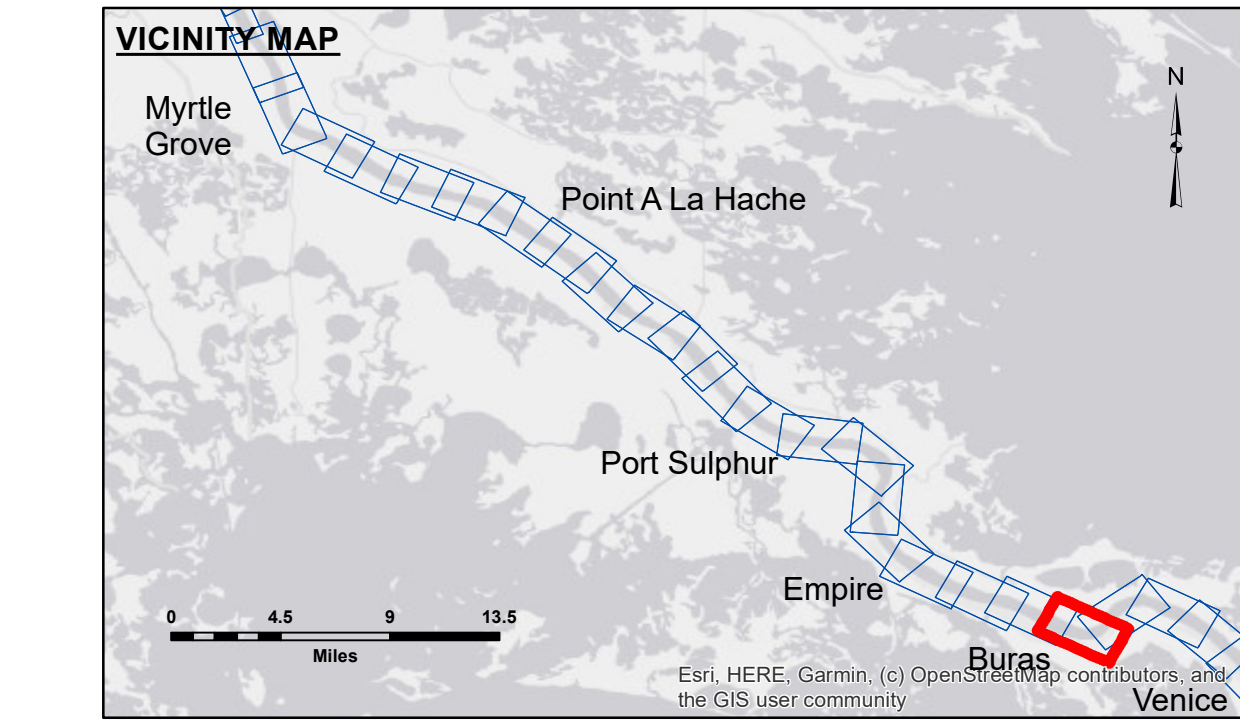 VICINITY MAP
N
Myrtle
Grove
Point A La Hache
Port Sulphur
Empire
0 4.5 9 13.5
Miles
Buras
Esri, HERE, Garmin, (c) OpenStreetMap contributors, and
the GIS user community
Venice